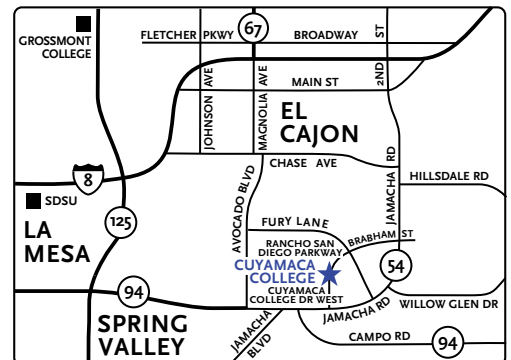 GROSSMONT
COLLEGE
FLETCHER PKWY
67
BROADWAY
2ND ST
JOHNSON AVE
MAGNOLIA AVE
MAIN ST
EL
CAJON
CHASE AVE
JAMACHA RD
HILLSDALE RD
8
SDSU
125
LA
MESA
AVOCADO BLVD
FURY LANE
RANCHO SAN
DIEGO PARKWAY
BRABHAM ST
CUYAMACA
COLLEGE
CUYAMACA
COLLEGE DR WEST
54
94
SPRING
VALLEY
JAMACHA
BLVD
JAMACHA RD
WILLOW GLEN DR
CAMPO RD
94